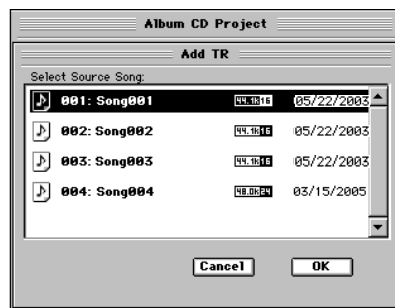 Album CD Project
Add TR
Select Source Song:
001: Song001 44.1k16 05/22/2003
002: Song002 44.1k16 05/22/2003
003: Song003 44.1k16 05/22/2003
004: Song004 48.0k24 03/15/2005
Cancel OK